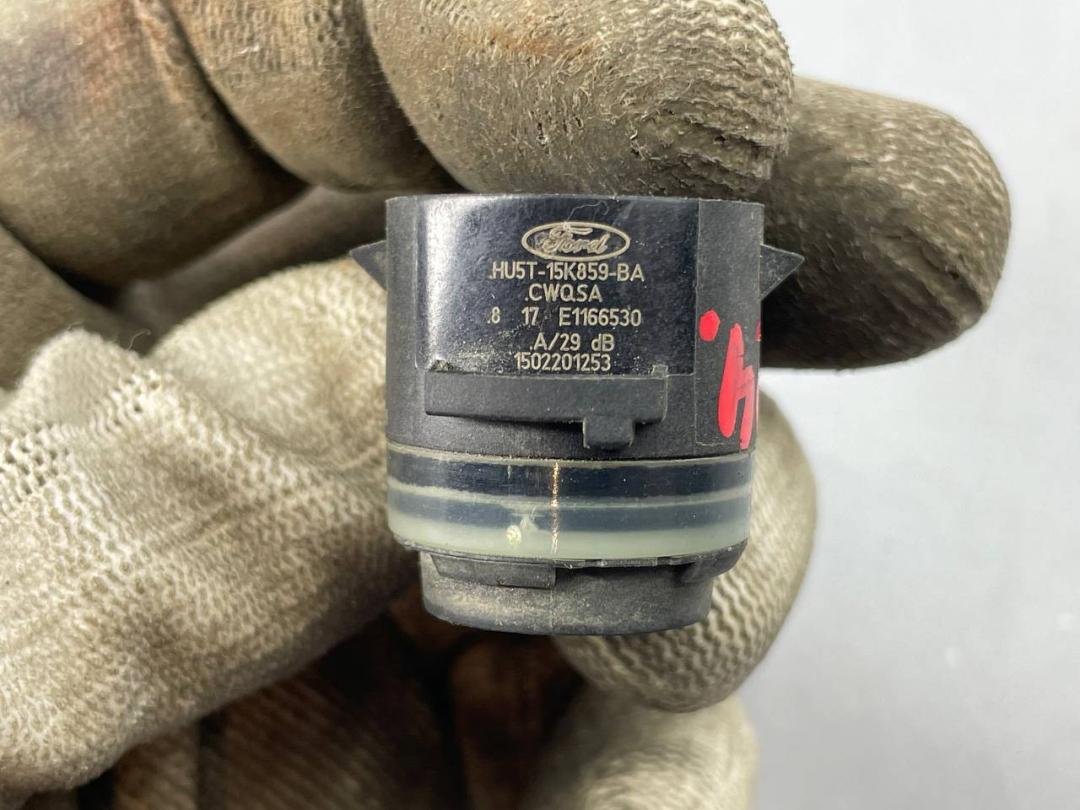 Ford
.HU5T-15K859-BA
.CWQSA
.8 17 E1166530
.A/29 dB
1502201253